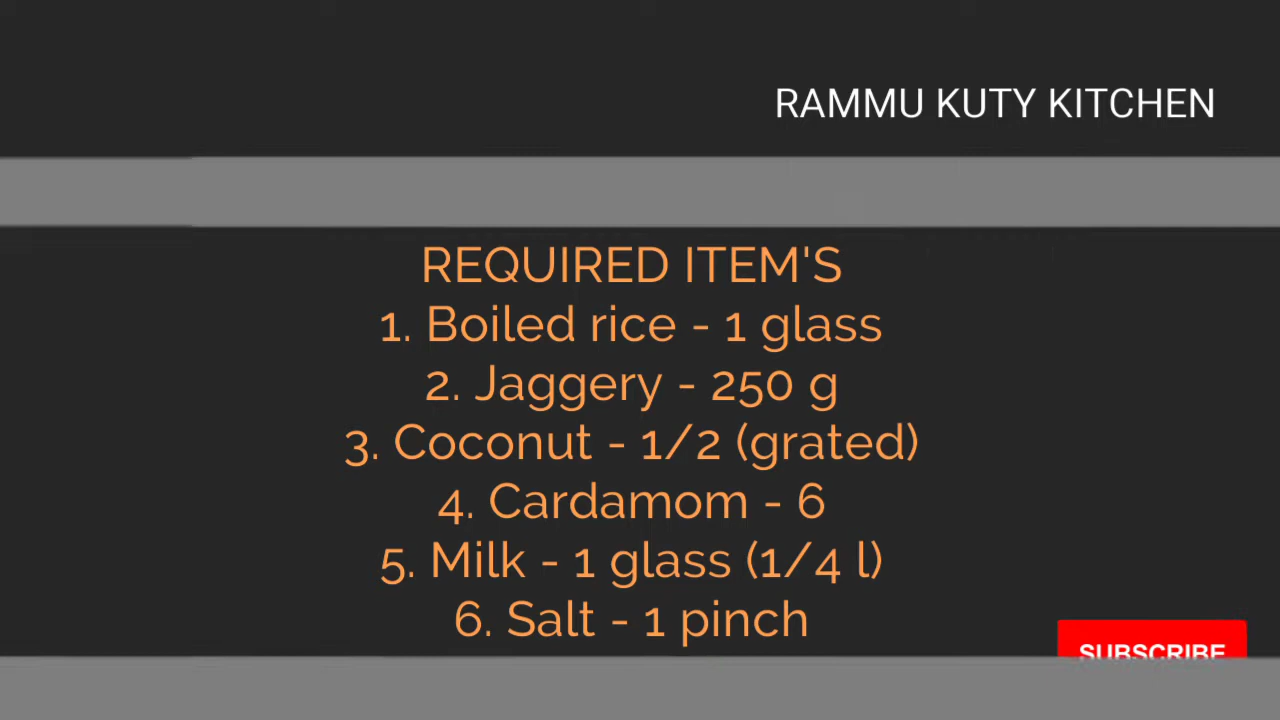 RAMMU KUTY KITCHEN
REQUIRED ITEM'S
1. Boiled rice - 1 glass
2. Jaggery - 250 g
3. Coconut - 1/2 (grated)
4. Cardamom - 6
5. Milk - 1 glass (1/4 l)
6. Salt - 1 pinch
SUBSCRIBE